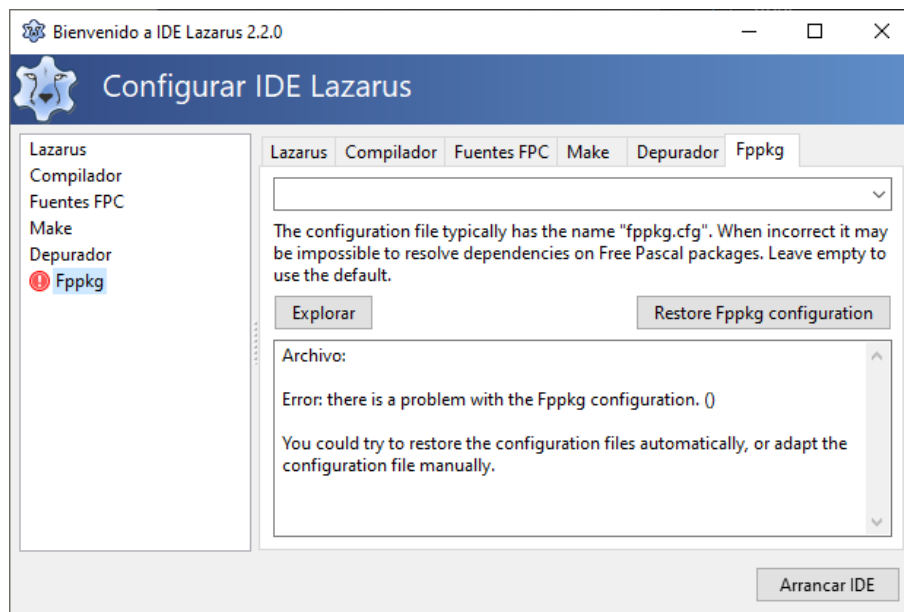 Bienvenido a IDE Lazarus 2.2.0
Configurar IDE Lazarus
Lazarus
Compilador
Fuentes FPC
Make
Depurador
Fppkg
Lazarus Compilador Fuentes FPC Make Depurador Fppkg
The configuration file typically has the name "fppkg.cfg". When incorrect it may
be impossible to resolve dependencies on Free Pascal packages. Leave empty to
use the default.
Explorar Restore Fppkg configuration
Archivo:
Error: there is a problem with the Fppkg configuration. ()
You could try to restore the configuration files automatically, or adapt the
configuration file manually.
Arrancar IDE